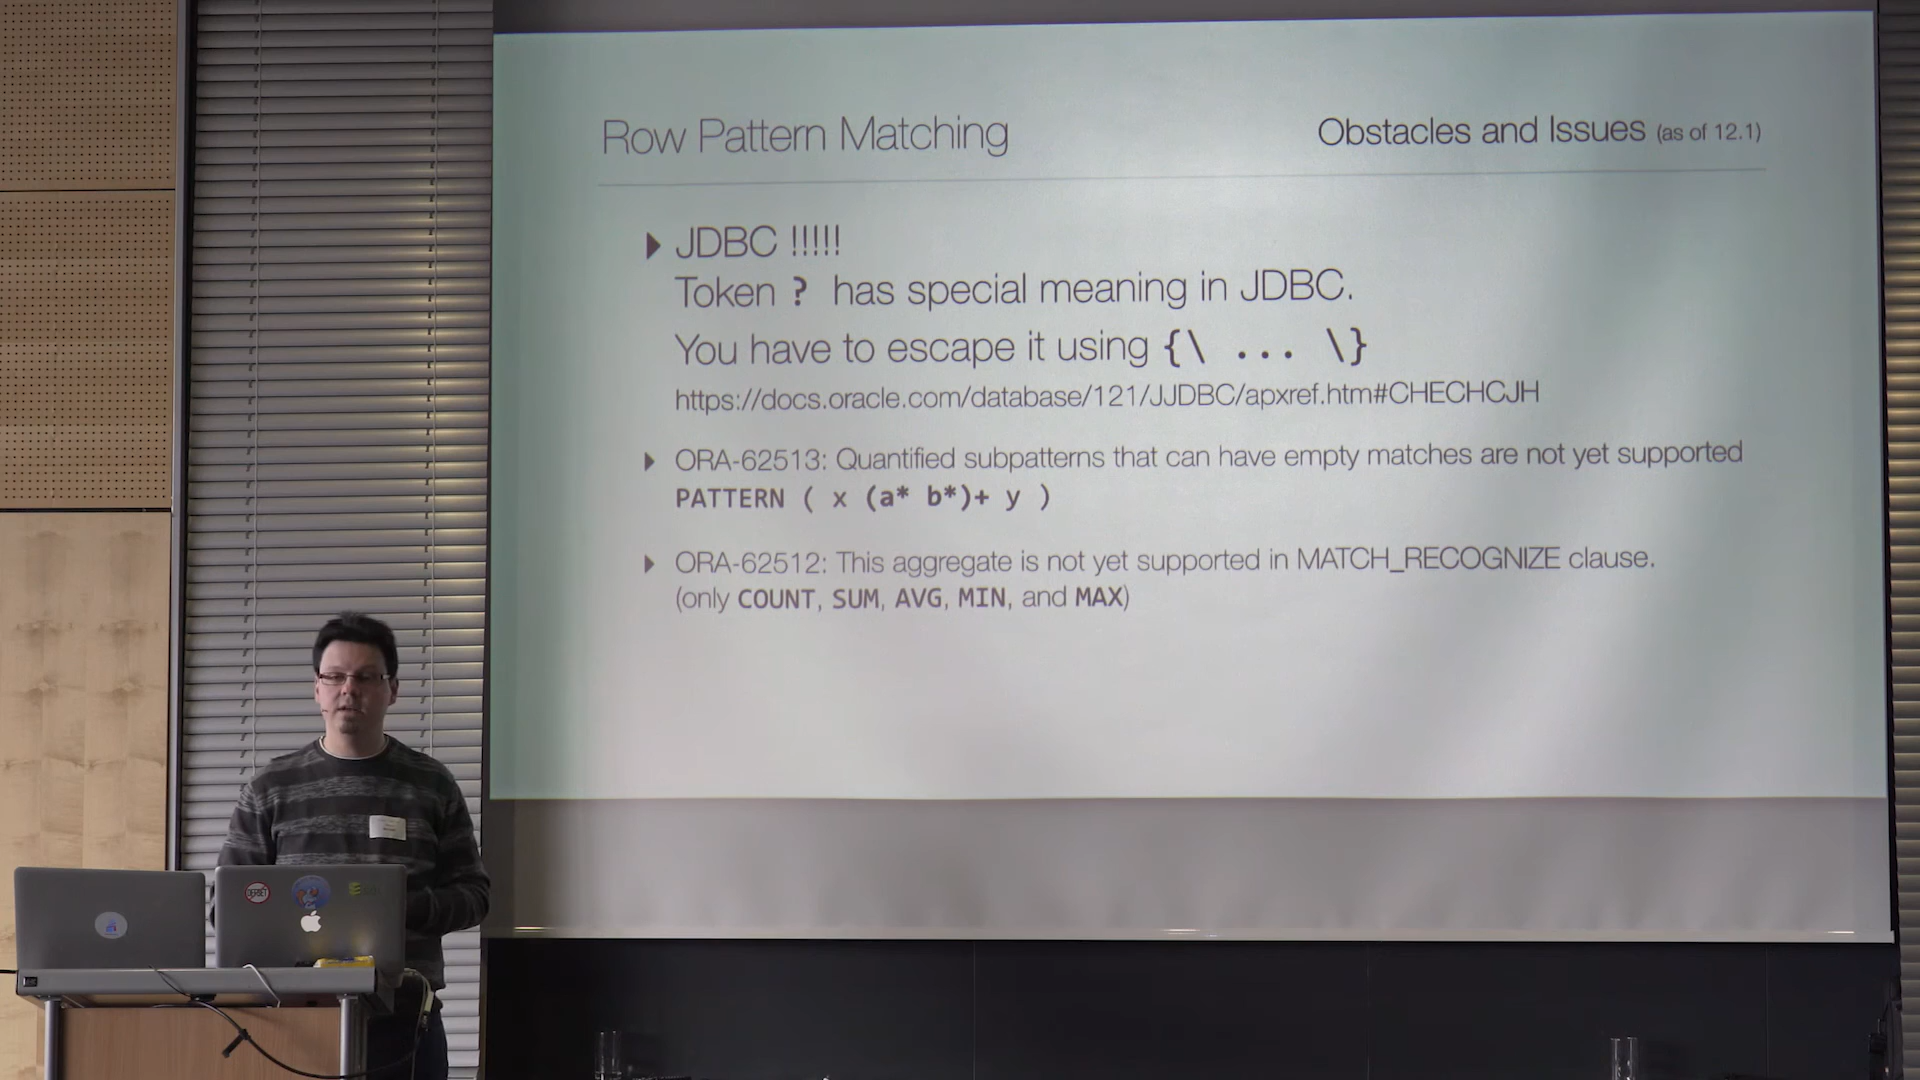 Row Pattern Matching
Obstacles and Issues (as of 12.1)
JDBC !!!!!
Token ? has special meaning in JDBC.
You have to escape it using {\ ... \}
https://docs.oracle.com/database/121/JJDBC/apxref.htm#CHECHCJH
ORA-62513: Quantified subpatterns that can have empty matches are not yet supported
PATTERN ( x (a* b*)+ y )
ORA-62512: This aggregate is not yet supported in MATCH_RECOGNIZE clause.
(only COUNT, SUM, AVG, MIN, and MAX)